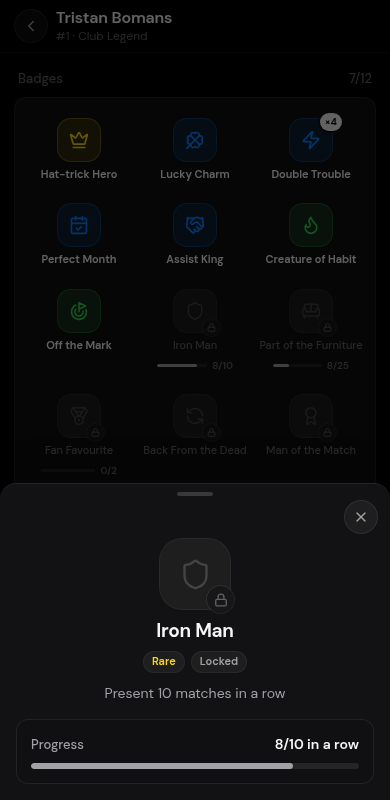 Tristan Bomans
#1 · Club Legend
Badges 7/12
×4
Hat-trick Hero Lucky Charm Double Trouble
Perfect Month Assist King Creature of Habit
Off the Mark Iron Man Part of the Furniture
8/10 8/25
Fan Favourite Back From the Dead Man of the Match
0/2
Iron Man
Rare Locked
Present 10 matches in a row
Progress 8/10 in a row